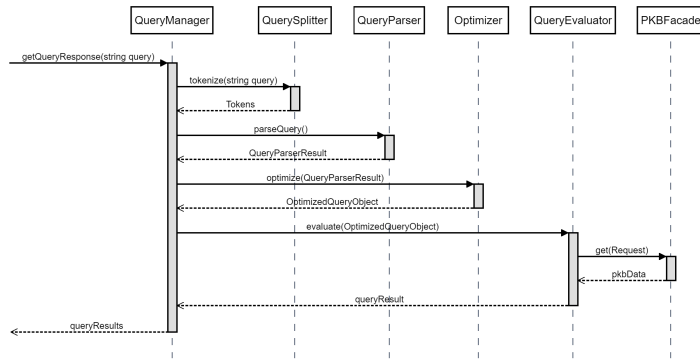 QueryManager
QuerySplitter
QueryParser
Optimizer
QueryEvaluator
PKBFacade
getQueryResponse(string query)
tokenize(string query)
Tokens
parseQuery()
QueryParserResult
optimize(QueryParserResult)
OptimizedQueryObject
evaluate(OptimizedQueryObject)
get(Request)
pkbData
queryResult
queryResults